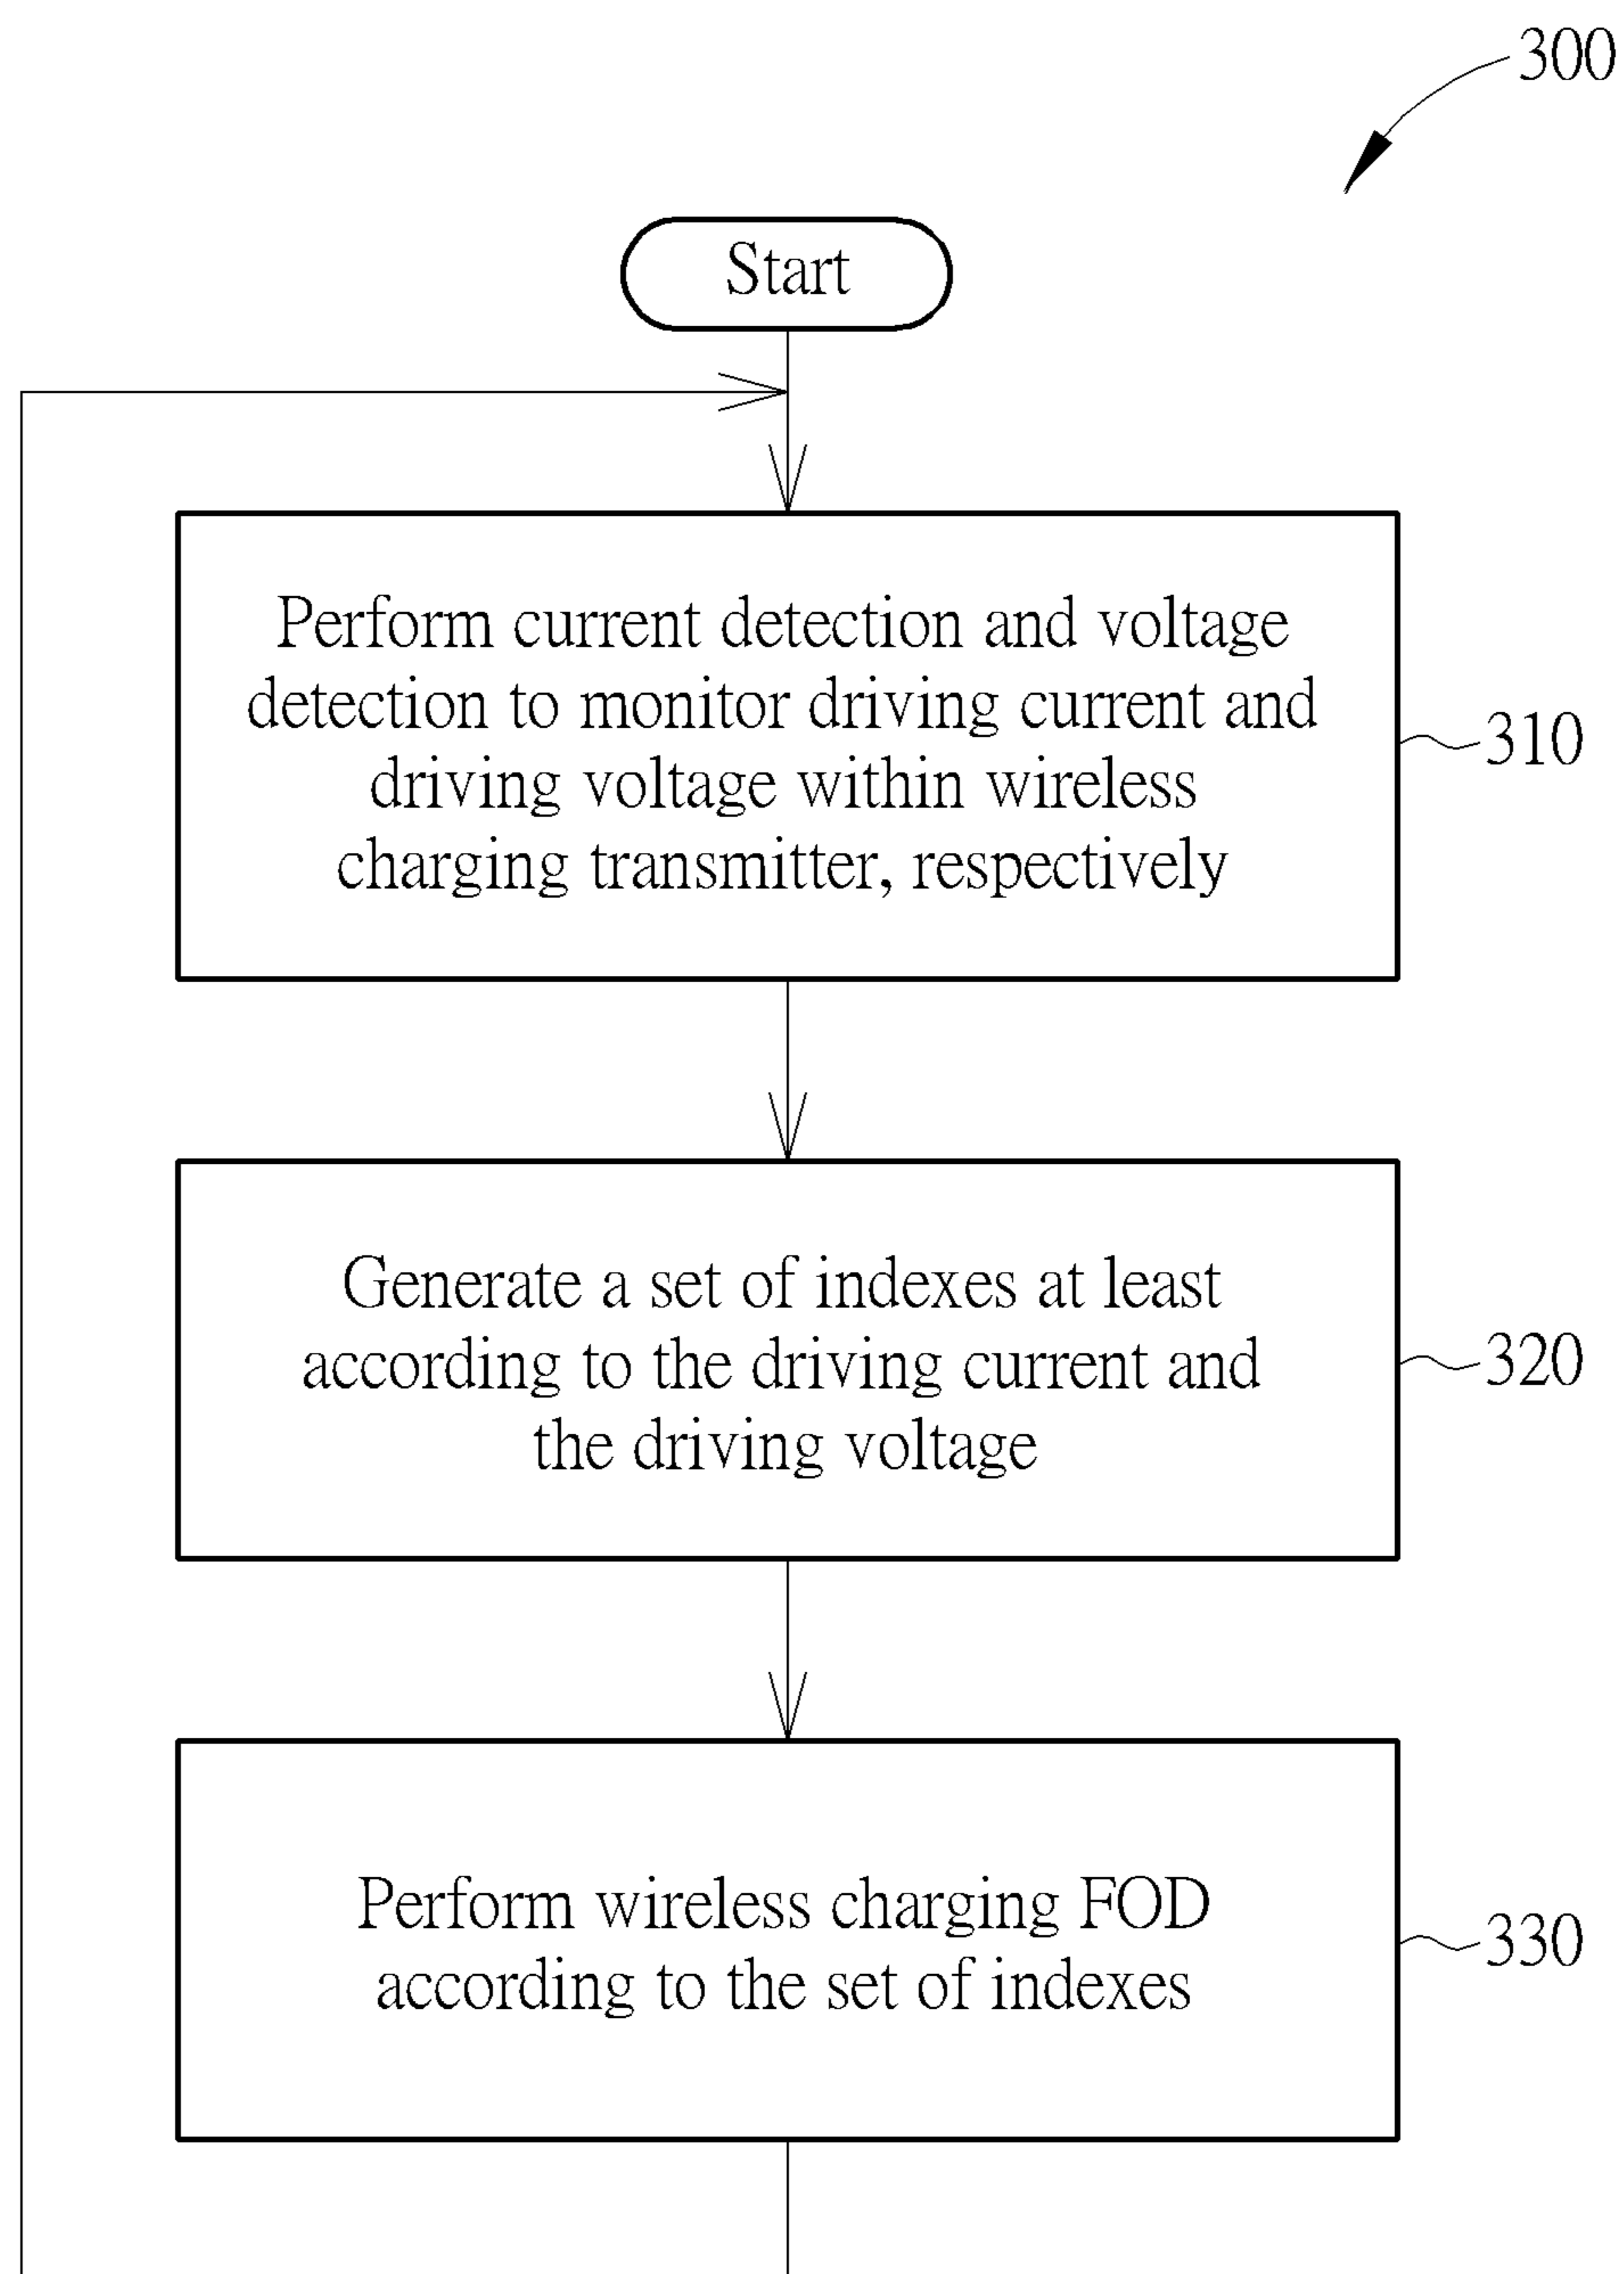 300
Start
Perform current detection and voltage
detection to monitor driving current and
driving voltage within wireless
charging transmitter, respectively
310
Generate a set of indexes at least
according to the driving current and
the driving voltage
320
Perform wireless charging FOD
according to the set of indexes
330